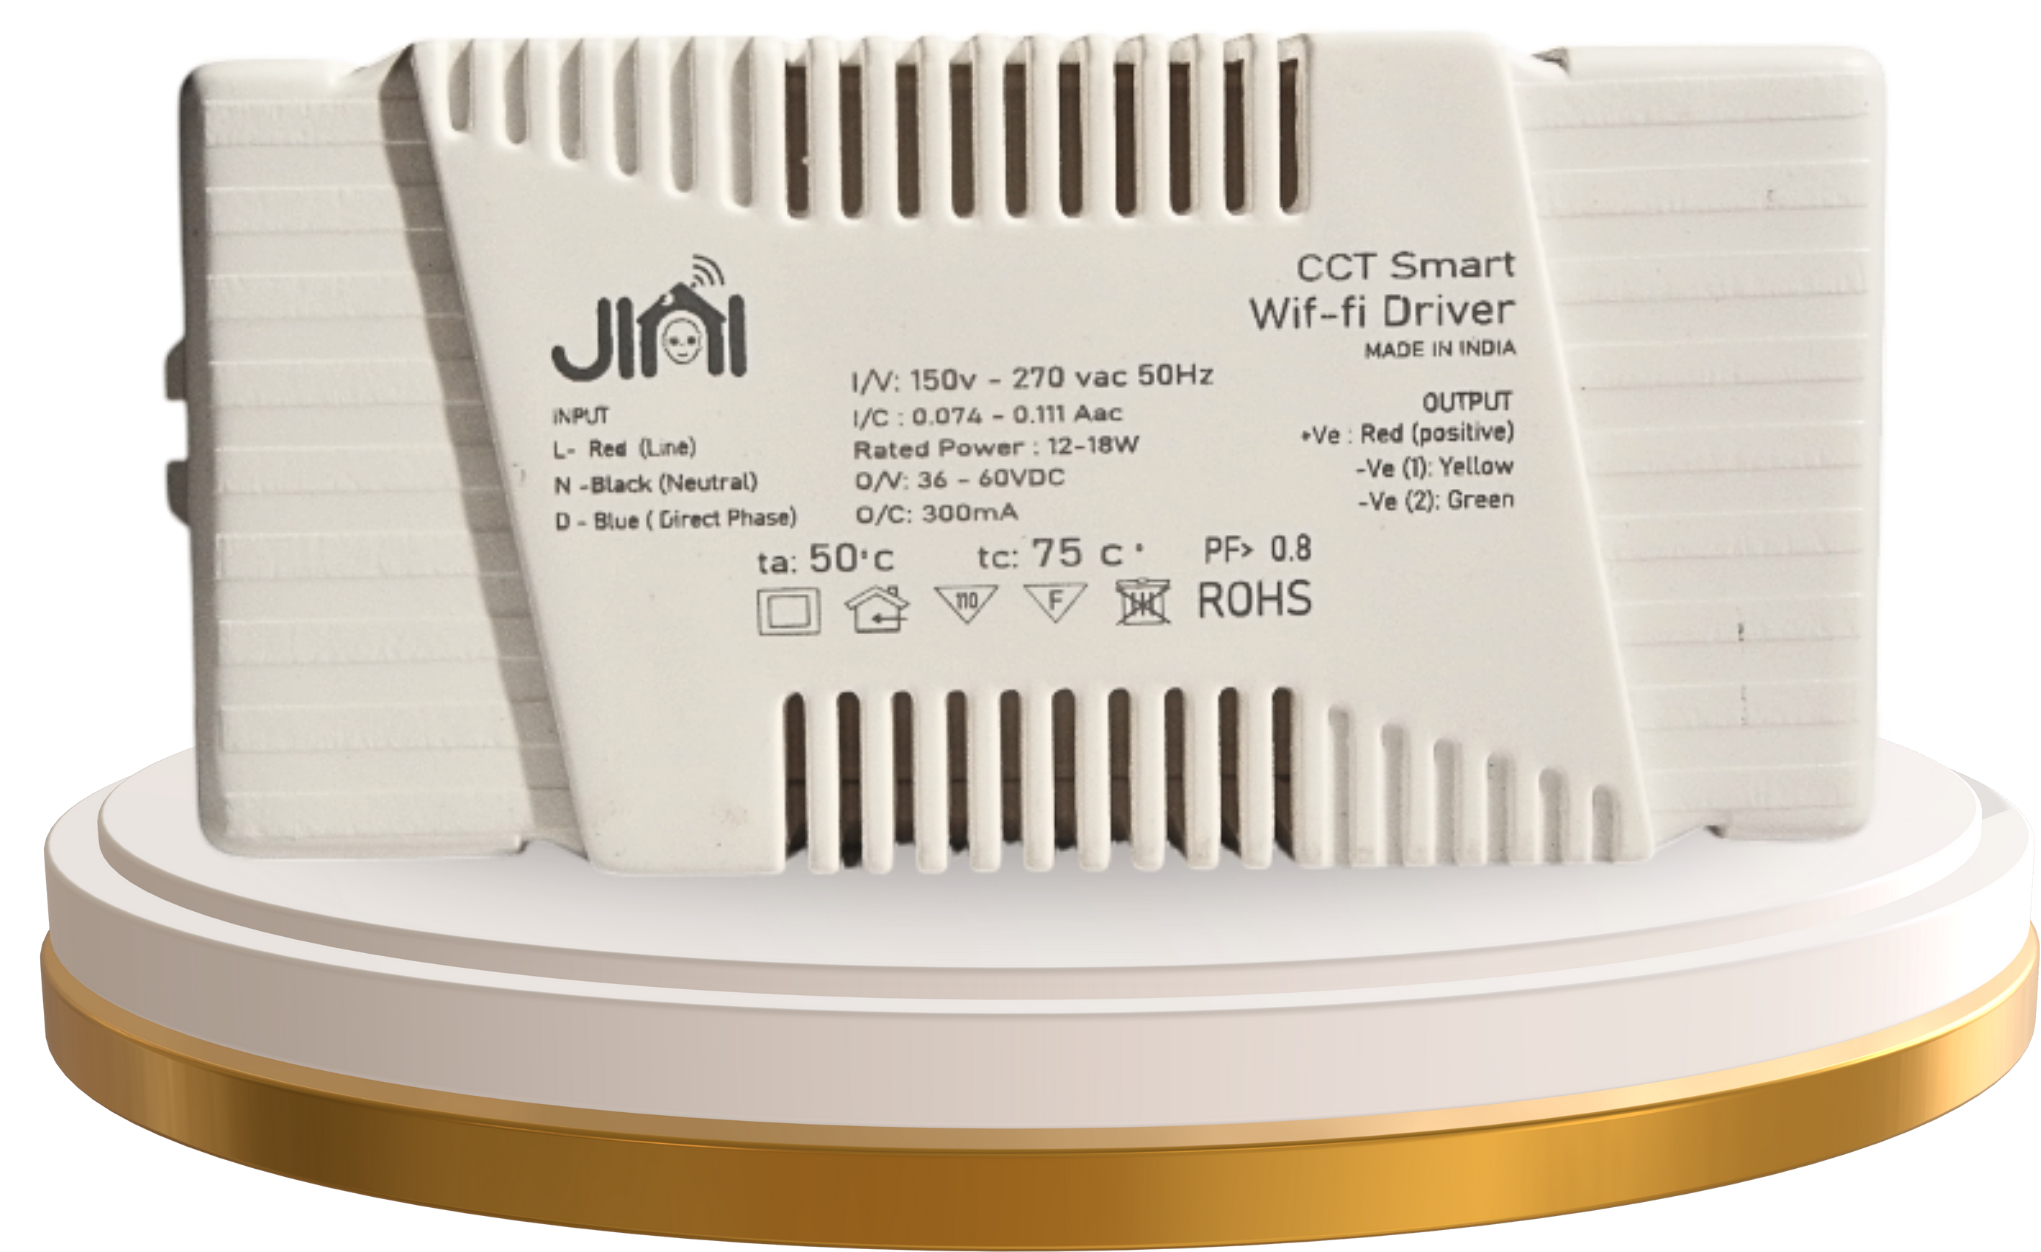 JINI
CCT Smart
Wif-fi Driver
MADE IN INDIA
INPUT
L- Red (Line)
N -Black (Neutral)
D - Blue ( Direct Phase)
I/V: 150v - 270 vac 50Hz
I/C : 0.074 - 0.111 Aac
Rated Power : 12-18W
O/V: 36 - 60VDC
O/C: 300mA
OUTPUT
+Ve : Red (positive)
-Ve (1): Yellow
-Ve (2): Green
ta: 50°c tc: 75 c° PF> 0.8
110 F ROHS